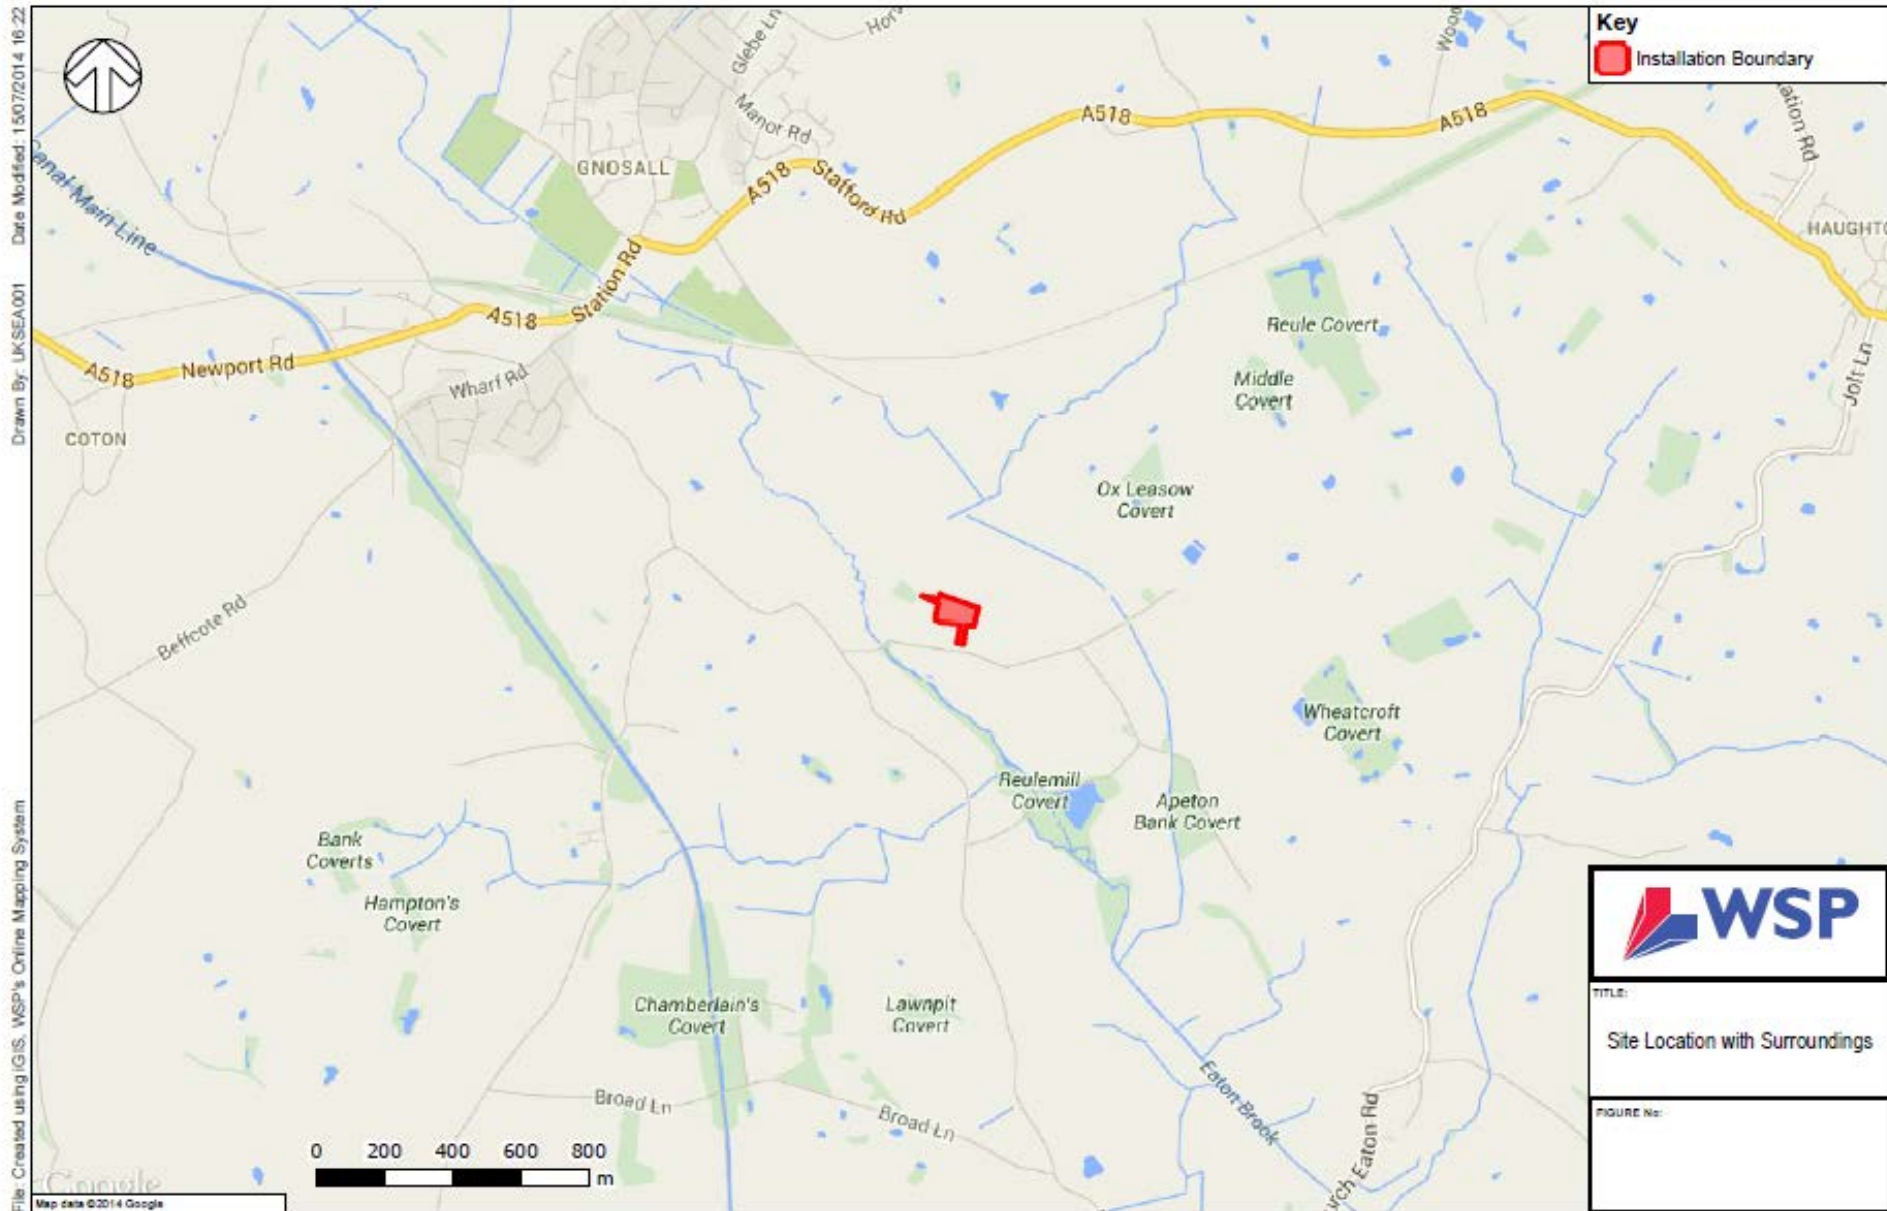 File: Created using iGIS, WSP's Online Mapping System
Drawn By: UKSEA001
Date Modified: 15/07/2014 16:22
Key
Installation Boundary
Glebe Ln
Manor Rd
GNOSALL
A518
Stafford Rd
A518
A518
HAUGHT
Canal Main Line
Station Rd
A518
A518
Newport Rd
Wharf Rd
COTON
Beffcote Rd
Reule Covert
Middle
Covert
Jolt Ln
Ox Leasow
Covert
Wheatcroft
Covert
Reulemill
Covert
Apeton
Bank Covert
Bank
Coverts
Hampton's
Covert
Chamberlain's
Covert
Lawnpit
Covert
Broad Ln
Broad Ln
Eaton Brook
urch Eaton Rd
0 200 400 600 800
m
Map data ©2014 Google
WSP
TITLE:
Site Location with Surroundings
FIGURE No: